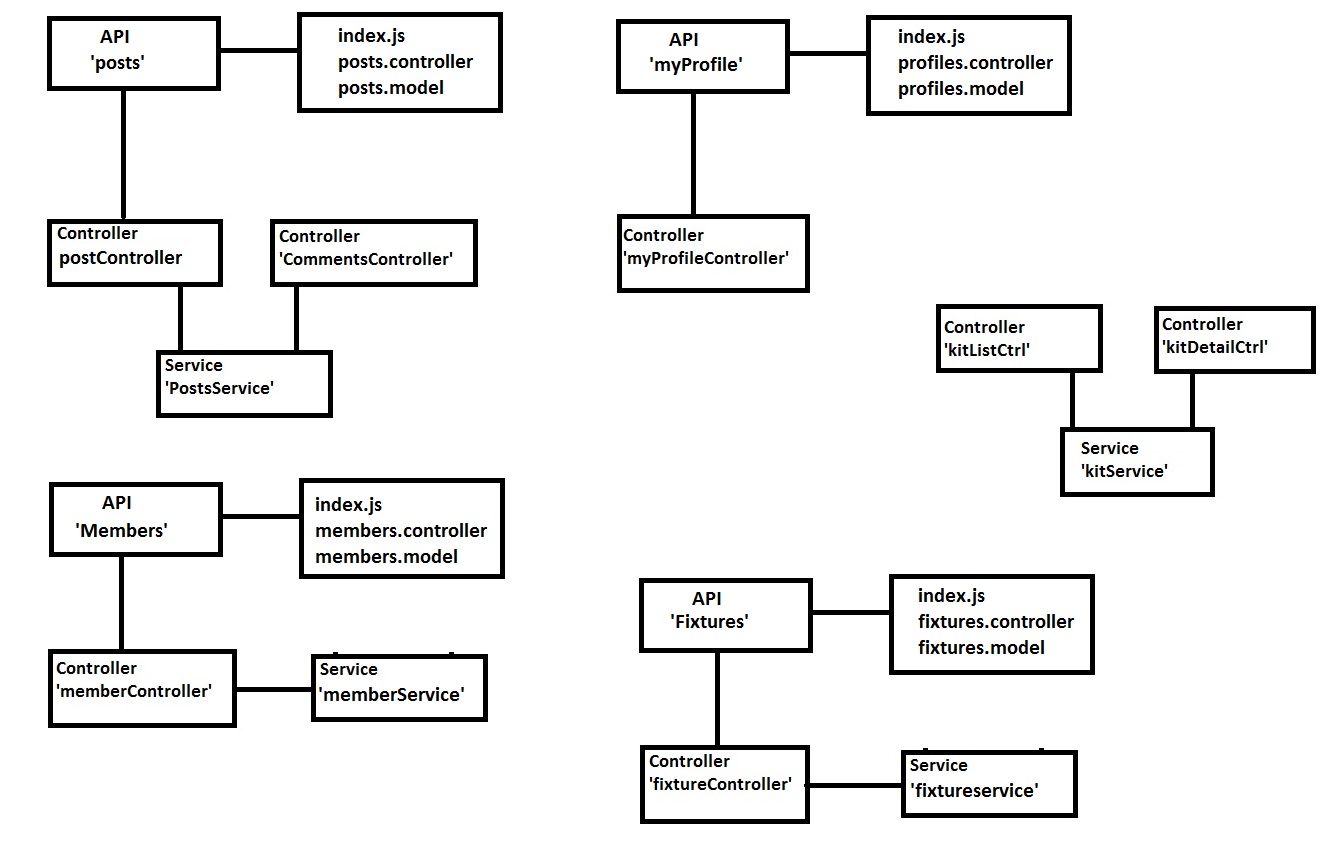 API
'posts'
index.js
posts.controller
posts.model
Controller
postController
Controller
'CommentsController'
Service
'PostsService'
API
'myProfile'
index.js
profiles.controller
profiles.model
Controller
'myProfileController'
Controller
'kitListCtrl'
Controller
'kitDetailCtrl'
Service
'kitService'
API
'Members'
index.js
members.controller
members.model
Controller
'memberController'
Service
'memberService'
API
'Fixtures'
index.js
fixtures.controller
fixtures.model
Controller
'fixtureController'
Service
'fixtureservice'